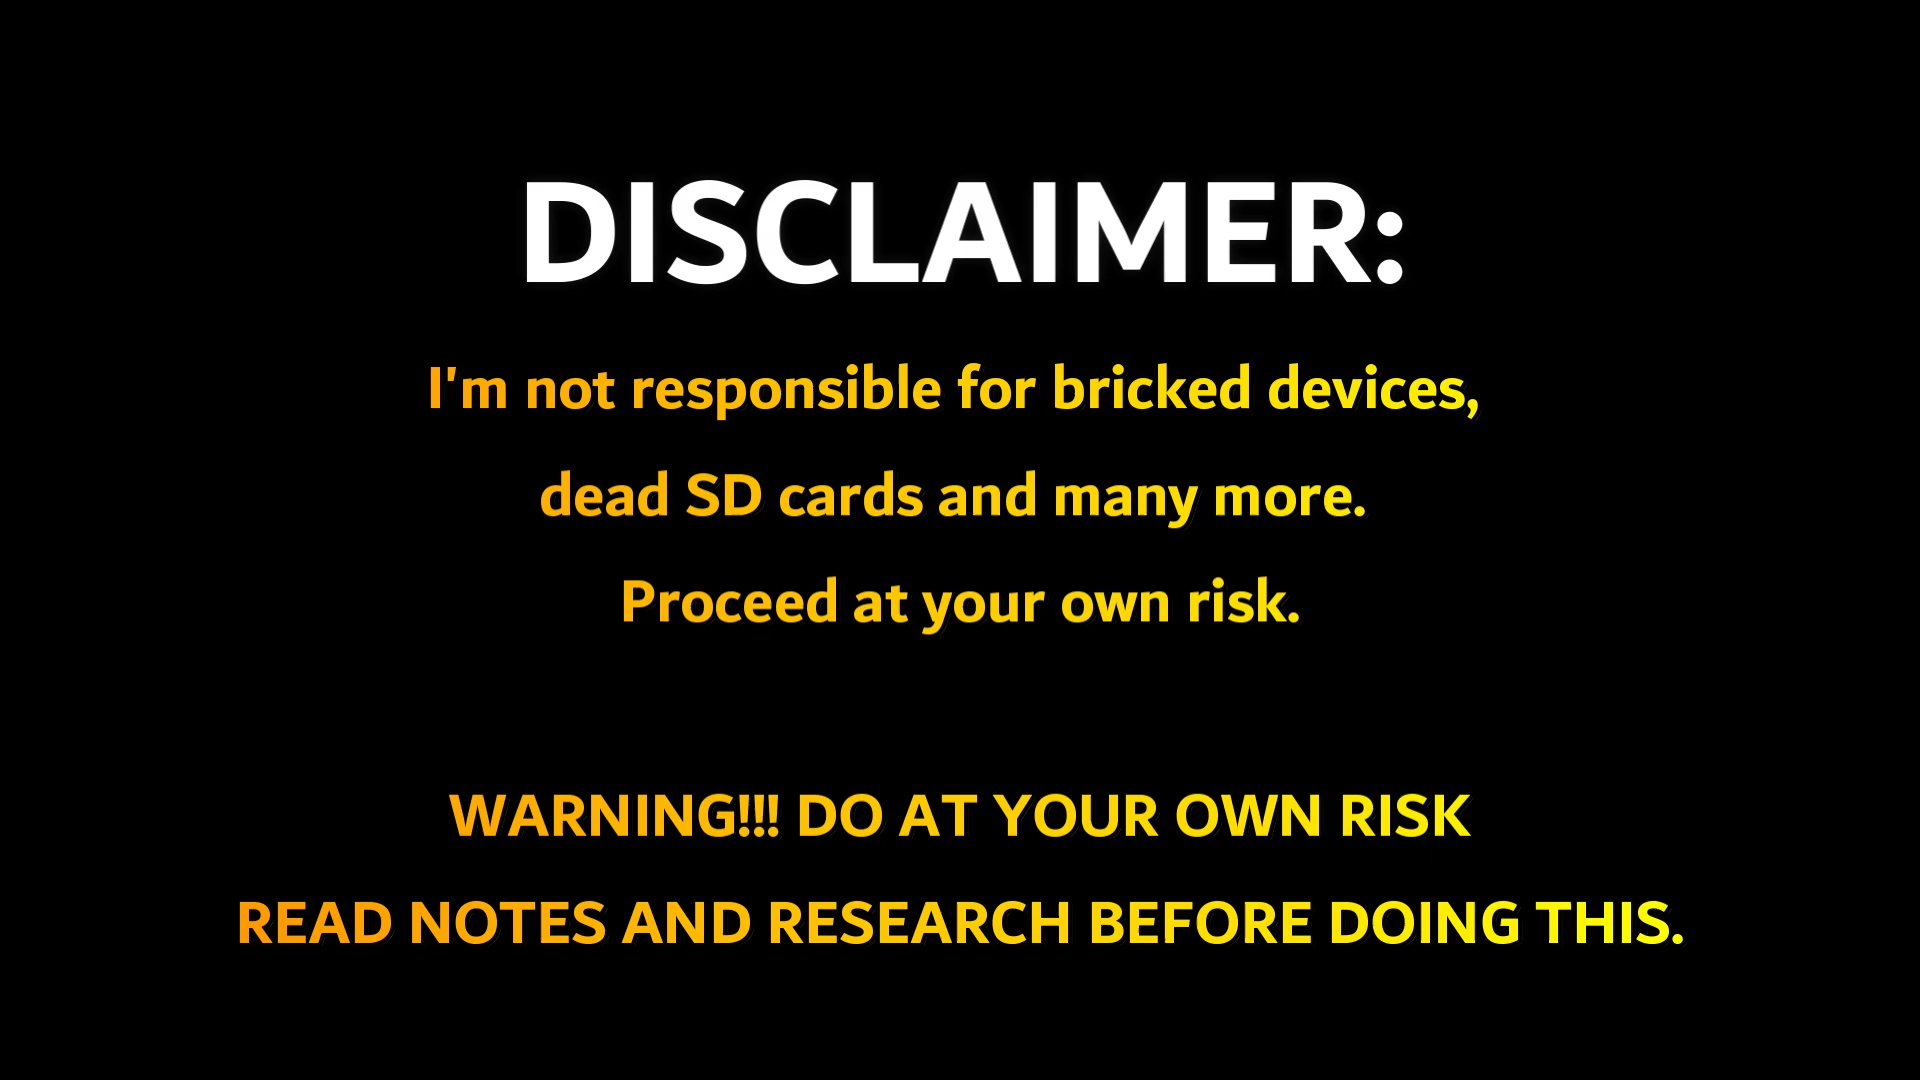 DISCLAIMER:
I'm not responsible for bricked devices,
dead SD cards and many more.
Proceed at your own risk.
WARNING!!! DO AT YOUR OWN RISK
READ NOTES AND RESEARCH BEFORE DOING THIS.